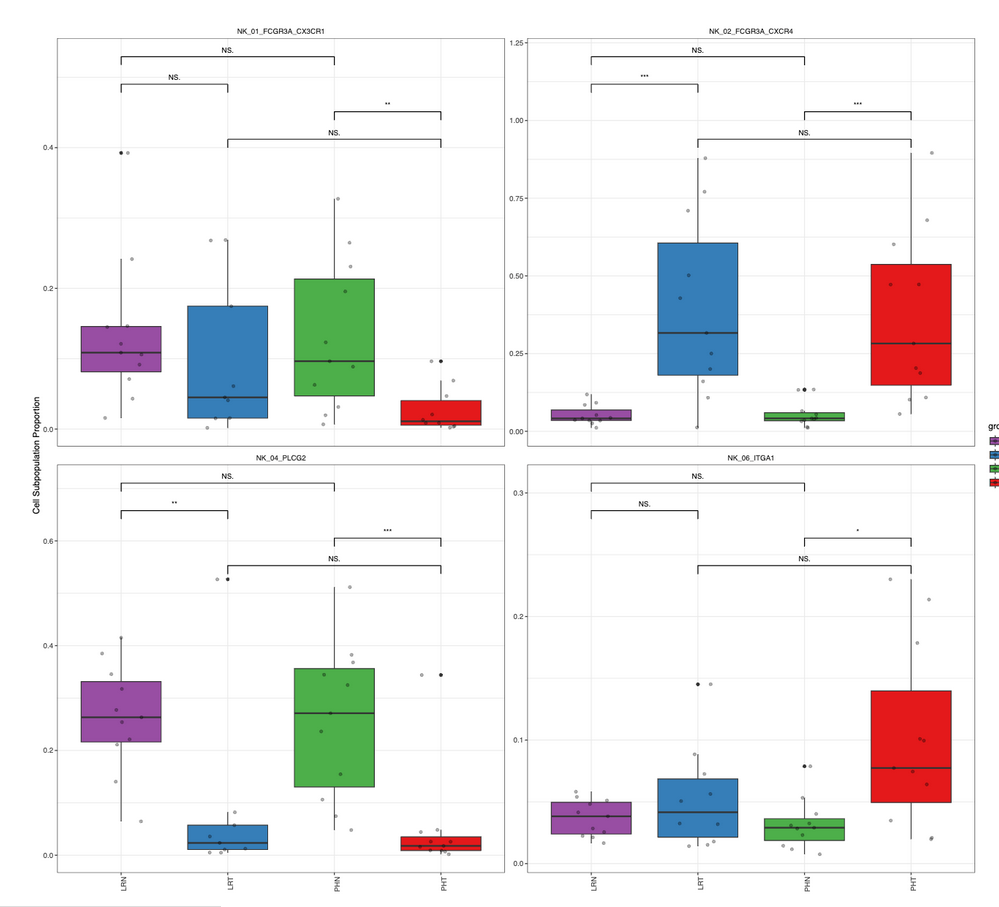 NK_01_FCGR3A_CX3CR1
NS.
NS.
**
NS.
0.4
0.2
0.0
NK_02_FCGR3A_CXCR4
NS.
***
***
NS.
1.25
1.00
0.75
0.50
0.25
0.00
Cell Subpopulation Proportion
gro
NK_04_PLCG2
NS.
**
***
NS.
0.6
0.4
0.2
0.0
LRN
LRT
PHN
PHT
NK_06_ITGA1
NS.
NS.
*
NS.
0.3
0.2
0.1
0.0
LRN
LRT
PHN
PHT